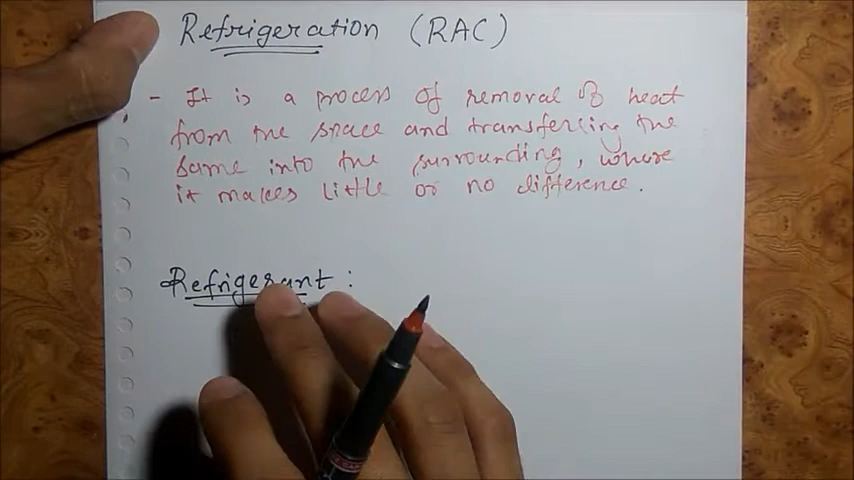 Refrigeration (RAC)
- It is a process of removal of heat
from the space and transferring the
same into the surrounding, where
it makes little or no difference.
Refrigerant :